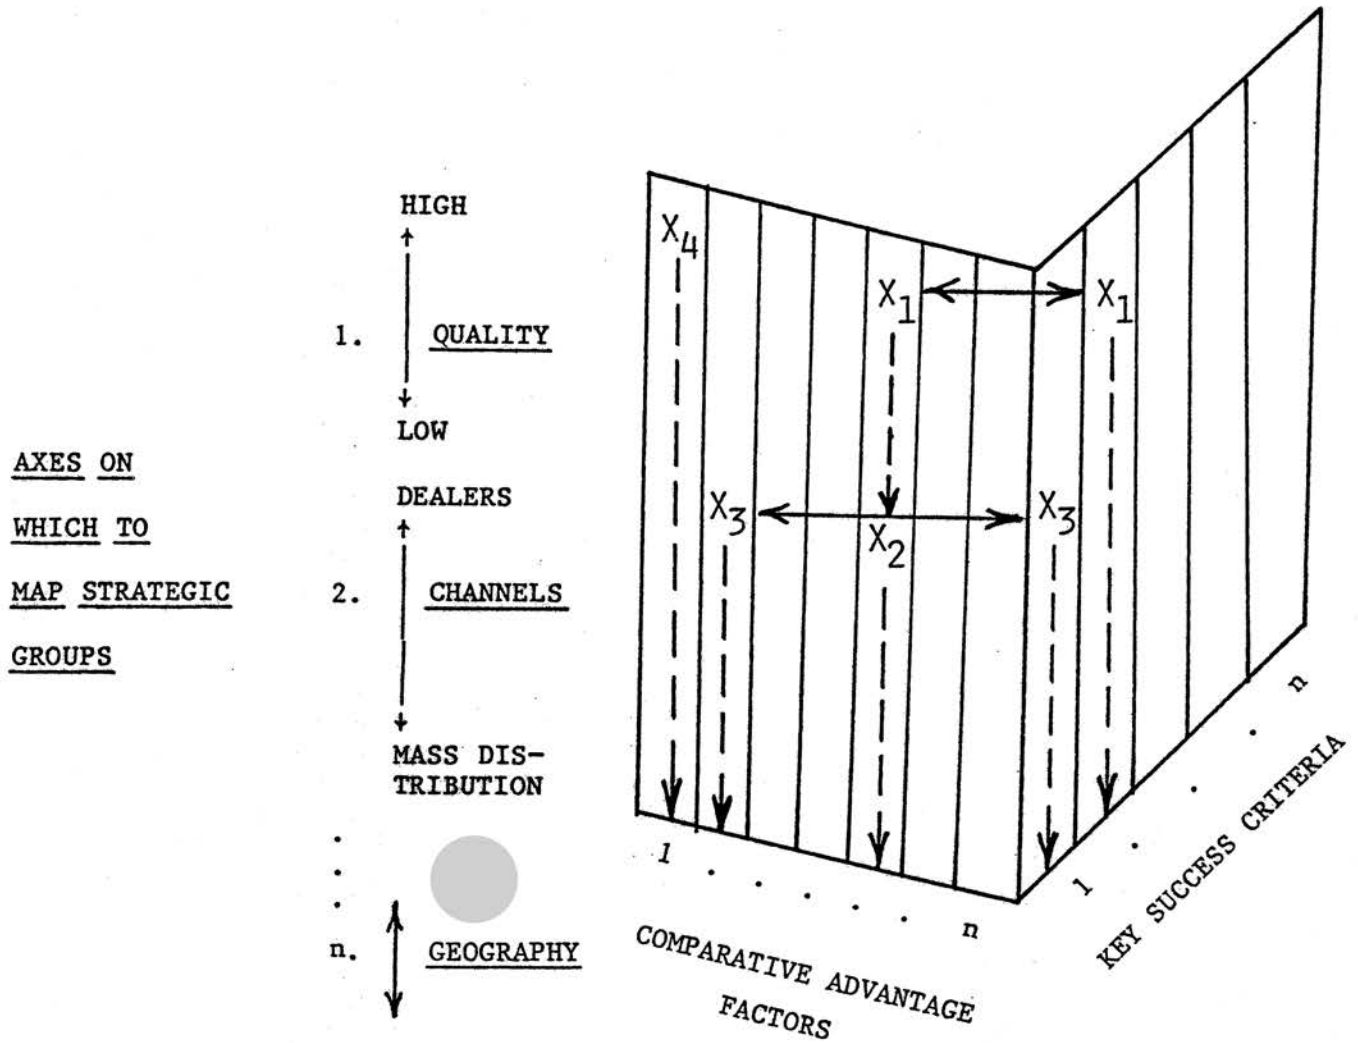 AXES ON
WHICH TO
MAP STRATEGIC
GROUPS
HIGH
1. QUALITY
LOW
DEALERS
2. CHANNELS
MASS DIS-
TRIBUTION
.
.
.
n. GEOGRAPHY
X4
X1
X1
X3
X2
X3
1 . . . . . n
COMPARATIVE ADVANTAGE
FACTORS
1 . . . n
KEY SUCCESS CRITERIA